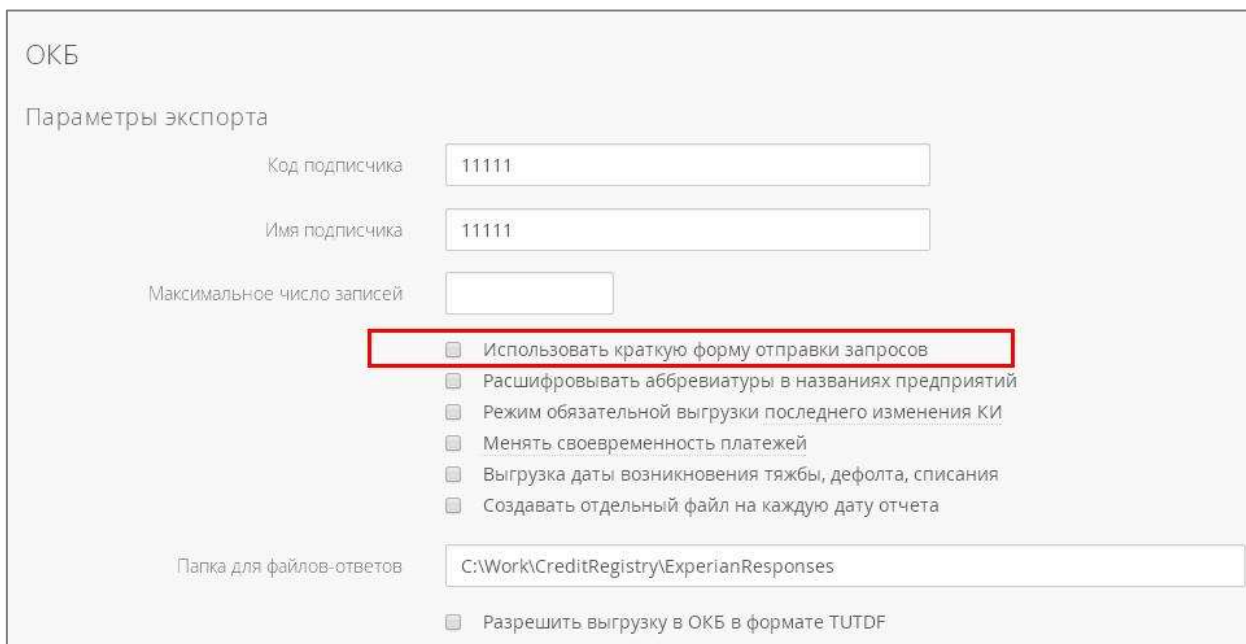 ОКБ
Параметры экспорта
Код подписчика 11111
Имя подписчика 11111
Максимальное число записей
Использовать краткую форму отправки запросов
Расшифровывать аббревиатуры в названиях предприятий
Режим обязательной выгрузки последнего изменения КИ
Менять своевременность платежей
Выгрузка даты возникновения тяжбы, дефолта, списания
Создавать отдельный файл на каждую дату отчета
Папка для файлов-ответов C:\Work\CreditRegistry\ExperianResponses
Разрешить выгрузку в ОКБ в формате TUTDF